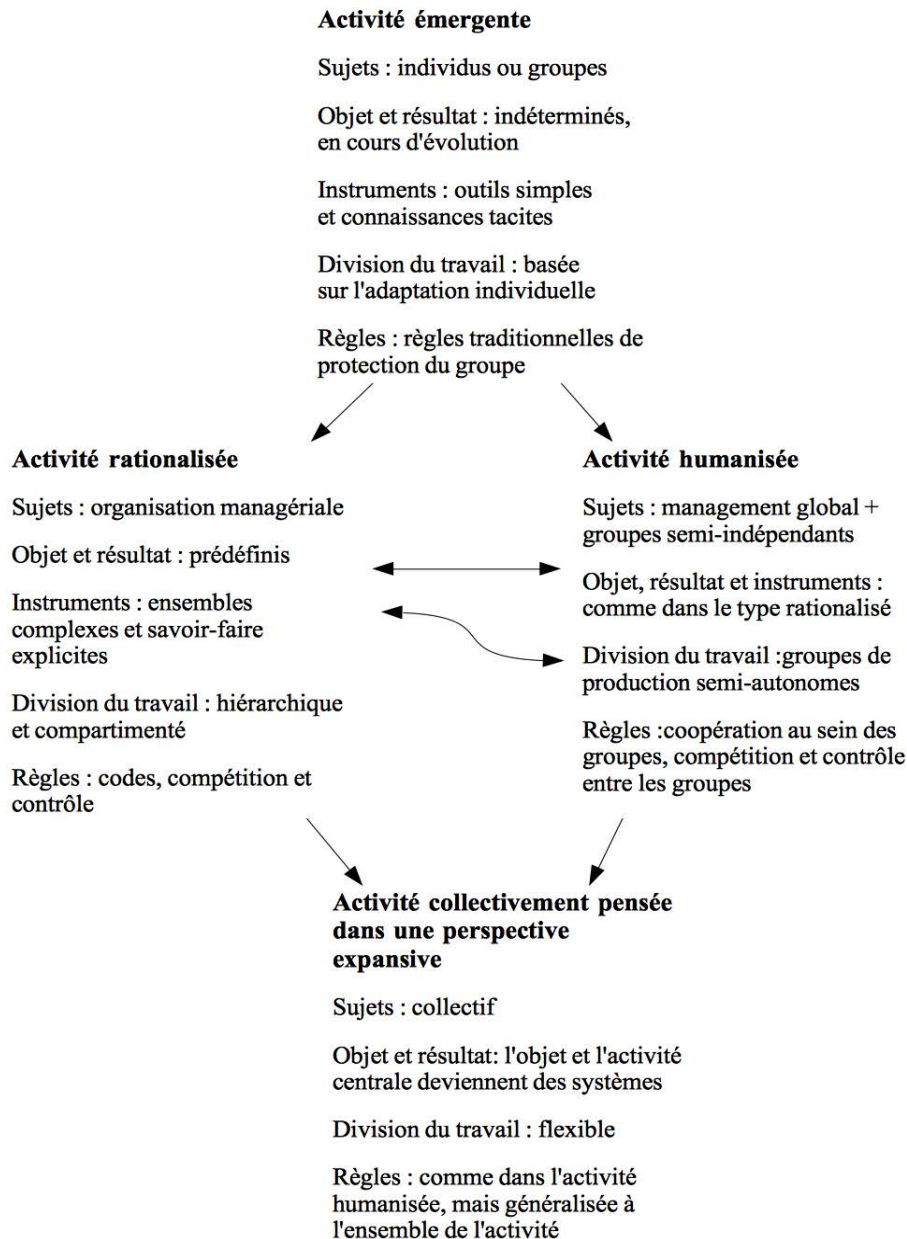 Activité émergente
Sujets : individus ou groupes
Objet et résultat : indéterminés,
en cours d'évolution
Instruments : outils simples
et connaissances tacites
Division du travail : basée
sur l'adaptation individuelle
Règles : règles traditionnelles de
protection du groupe
Activité rationalisée
Sujets : organisation managériale
Objet et résultat : prédéfinis
Instruments : ensembles
complexes et savoir-faire
explicites
Division du travail : hiérarchique
et compartimenté
Règles : codes, compétition et
contrôle
Activité humanisée
Sujets : management global +
groupes semi-indépendants
Objet, résultat et instruments :
comme dans le type rationalisé
Division du travail :groupes de
production semi-autonomes
Règles :coopération au sein des
groupes, compétition et contrôle
entre les groupes
Activité collectivement pensée
dans une perspective
expansive
Sujets : collectif
Objet et résultat: l'objet et l'activité
centrale deviennent des systèmes
Division du travail : flexible
Règles : comme dans l'activité
humanisée, mais généralisée à
l'ensemble de l'activité